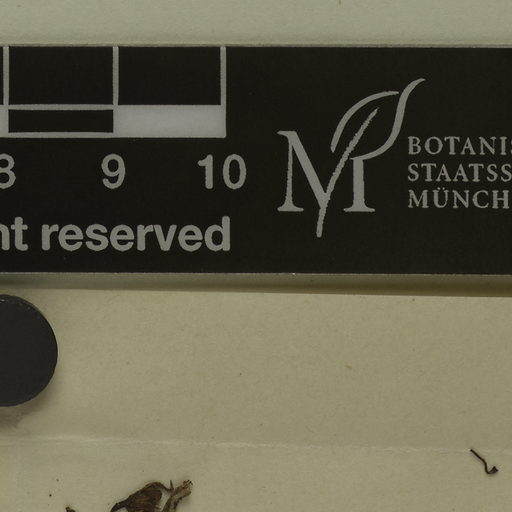 8 9 10
nt reserved
M
BOTANIS
STAATSS
MÜNCH